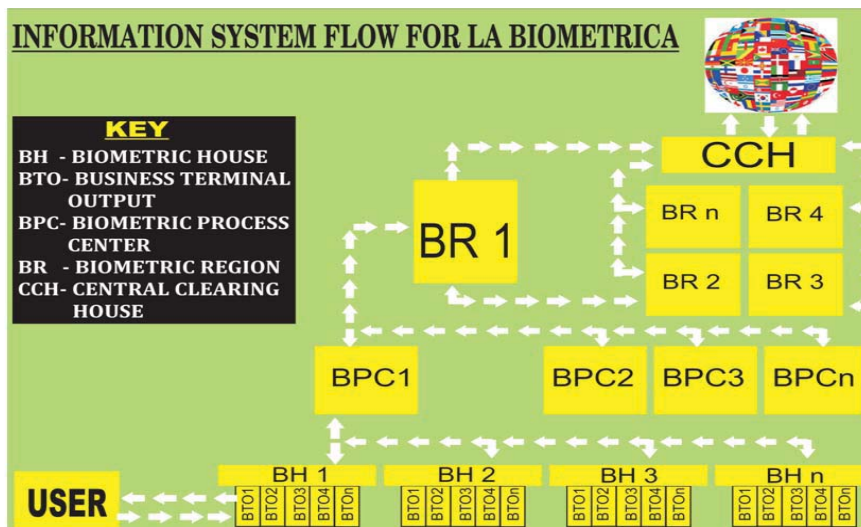 INFORMATION SYSTEM FLOW FOR LA BIOMETRICA
KEY
BH - BIOMETRIC HOUSE
BTO- BUSINESS TERMINAL
OUTPUT
BPC- BIOMETRIC PROCESS
CENTER
BR - BIOMETRIC REGION
CCH- CENTRAL CLEARING
HOUSE
CCH
BR 1
BR n
BR 4
BR 2
BR 3
BPC1
BPC2
BPC3
BPCn
BH 1
BH 2
BH 3
BH n
USER
BTO1 BTO2 BTO3 BTO4 BTOn
BTO1 BTO2 BTO3 BTO4 BTOn
BTO1 BTO2 BTO3 BTO4 BTOn
BTO1 BTO2 BTO3 BTO4 BTOn